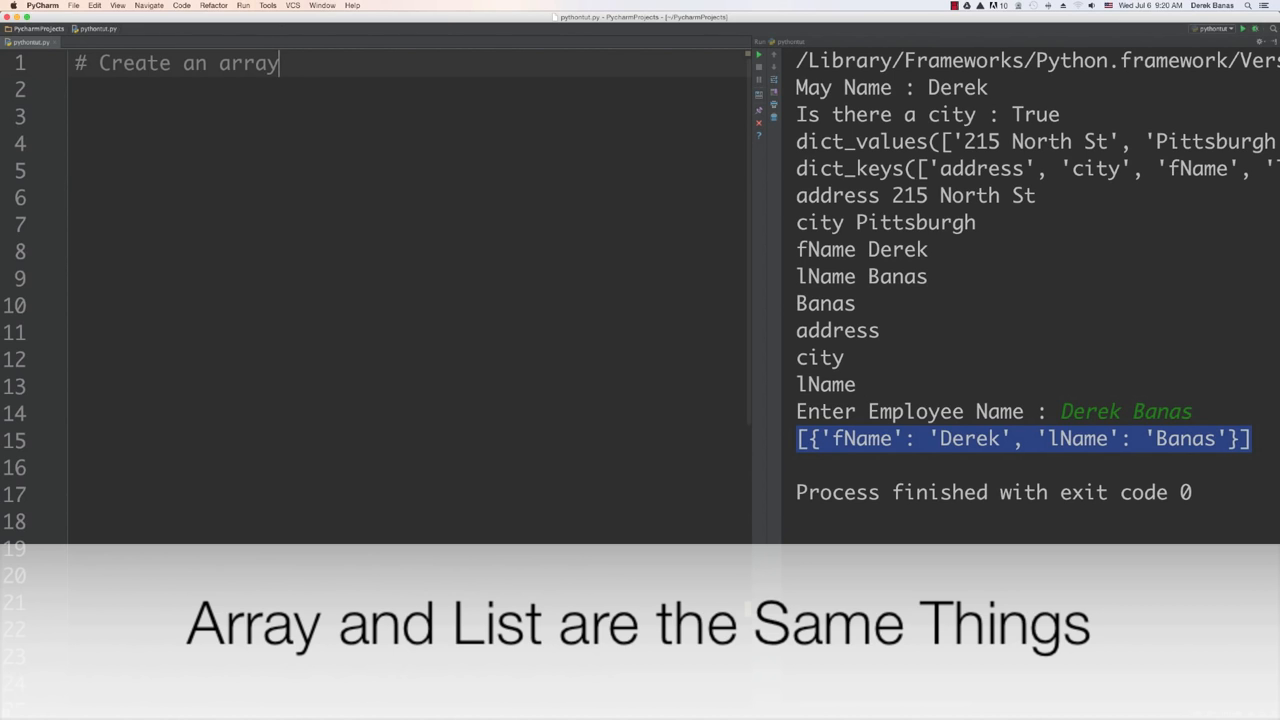 PyCharm File Edit View Navigate Code Refactor Run Tools VCS Window Help
10 Wed Jul 6 9:20 AM Derek Banas
pythontut.py - PycharmProjects - [~/PycharmProjects]
PycharmProjects pythontut.py
pythontut
pythontut.py
Run pythontut
1 # Create an array
2
3
4
5
6
7
8
9
10
11
12
13
14
15
16
17
18
19
20
21
22
23
/Library/Frameworks/Python.framework/Vers
May Name : Derek
Is there a city : True
dict_values(['215 North St', 'Pittsburgh
dict_keys(['address', 'city', 'fName', 'l
address 215 North St
city Pittsburgh
fName Derek
lName Banas
Banas
address
city
lName
Enter Employee Name : Derek Banas
[{'fName': 'Derek', 'lName': 'Banas'}]
Process finished with exit code 0
Array and List are the Same Things